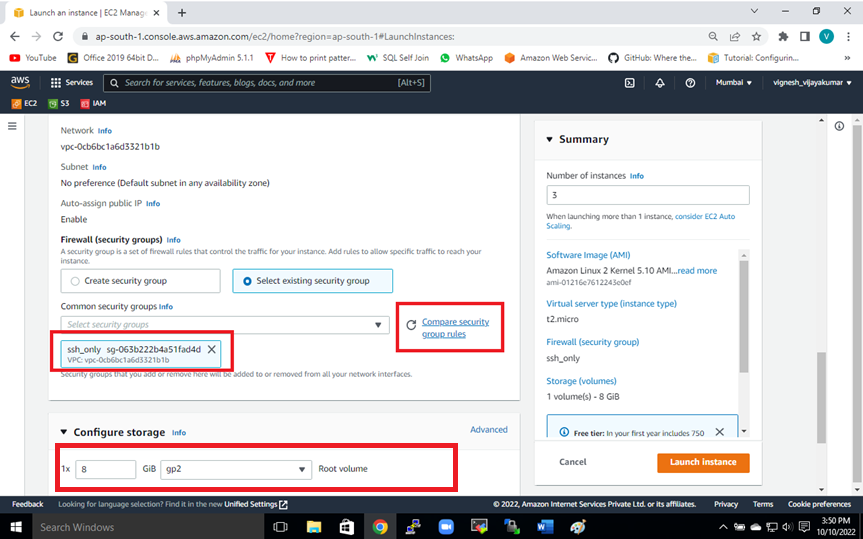 Launch an instance | EC2 Manag
ap-south-1.console.aws.amazon.com/ec2/home?region=ap-south-1#LaunchInstances:
V
YouTube
Office 2019 64bit D...
phpMyAdmin 5.1.1
How to print patter...
SQL Self Join
WhatsApp
Amazon Web Servic...
GitHub: Where the...
Tutorial: Configurin...
»
aws
Services
Search for services, features, blogs, docs, and more
[Alt+S]
Mumbai
vignesh_vijayakumar
EC2
S3
IAM
Network Info
vpc-0cb6bc1a6d3321b1b
Subnet Info
No preference (Default subnet in any availability zone)
Auto-assign public IP Info
Enable
Firewall (security groups) Info
A security group is a set of firewall rules that control the traffic for your instance. Add rules to allow specific traffic to reach your
instance.
Create security group
Select existing security group
Common security groups Info
Select security groups
Compare security
group rules
ssh_only sg-063b222b4a51fad4d
VPC: vpc-0cb6bc1a6d3321b1b
Security groups that you add or remove here will be added to or removed from all your network interfaces.
Configure storage Info
Advanced
1x
8
GiB
gp2
Root volume
Summary
Number of instances Info
3
When launching more than 1 instance, consider EC2 Auto
Scaling.
Software Image (AMI)
Amazon Linux 2 Kernel 5.10 AMI...read more
ami-01216e7612243e0ef
Virtual server type (instance type)
t2.micro
Firewall (security group)
ssh_only
Storage (volumes)
1 volume(s) - 8 GiB
Free tier: In your first year includes 750
Cancel
Launch instance
Feedback
Looking for language selection? Find it in the new Unified Settings
© 2022, Amazon Internet Services Private Ltd. or its affiliates.
Privacy
Terms
Cookie preferences
Search Windows
3:50 PM
10/10/2022